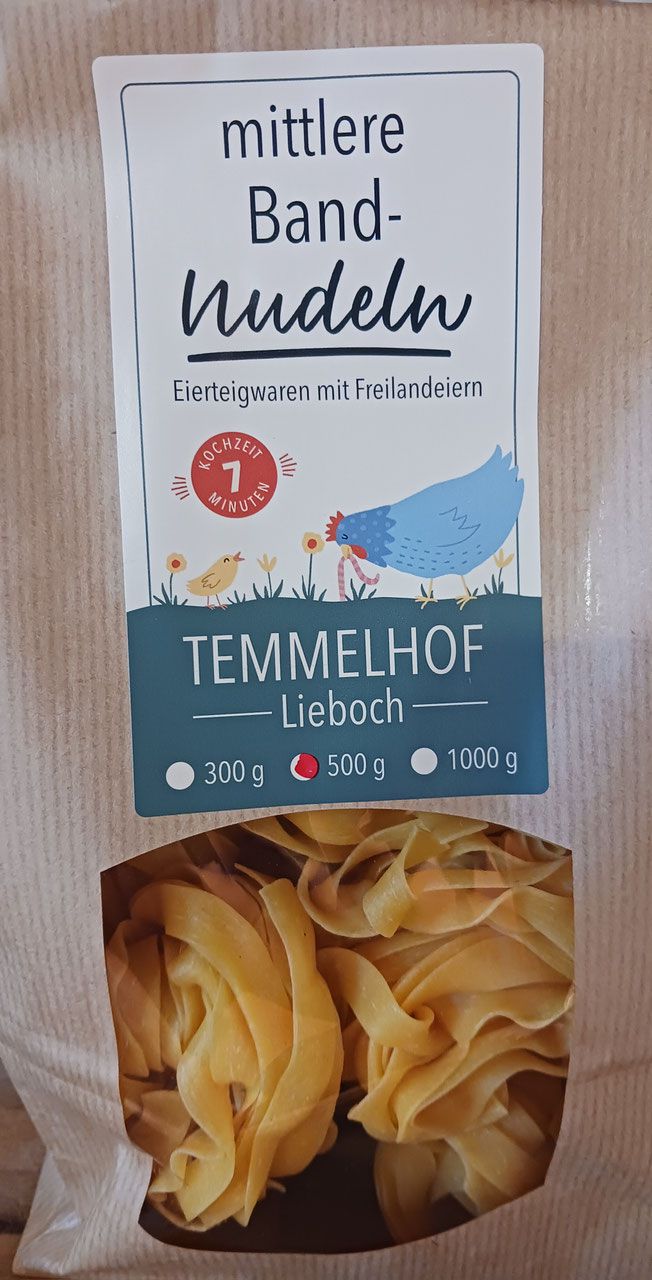 mittlere
Band-
Nudeln
Eierteigwaren mit Freilandeiern
KOCHZEIT
7
MINUTEN
TEMMELHOF
Lieboch
300 g 500 g 1000 g